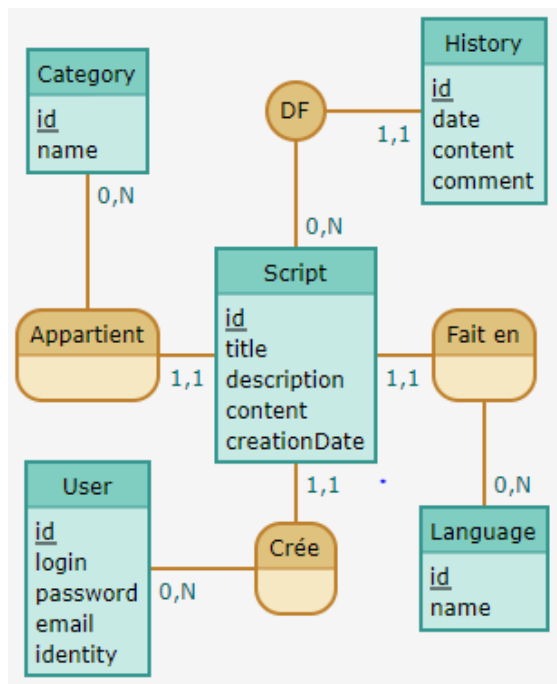 Category
id
name
0,N
History
id
date
content
comment
1,1
DF
0,N
Script
id
title
description
content
creationDate
Appartient
1,1
Fait en
1,1
0,N
Language
id
name
1,1
Crée
0,N
User
id
login
password
email
identity